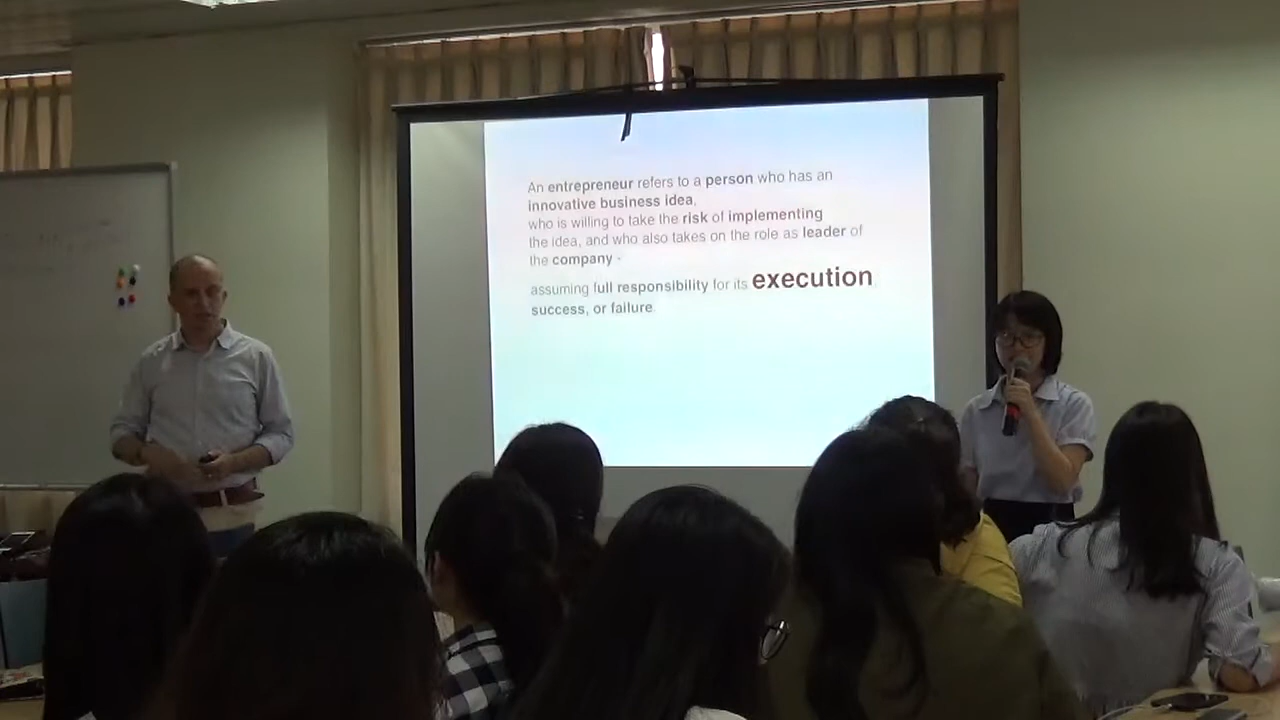 An entrepreneur refers to a person who has an
innovative business idea,
who is willing to take the risk of implementing
the idea, and who also takes on the role as leader of
the company -
assuming full responsibility for its execution,
success, or failure.